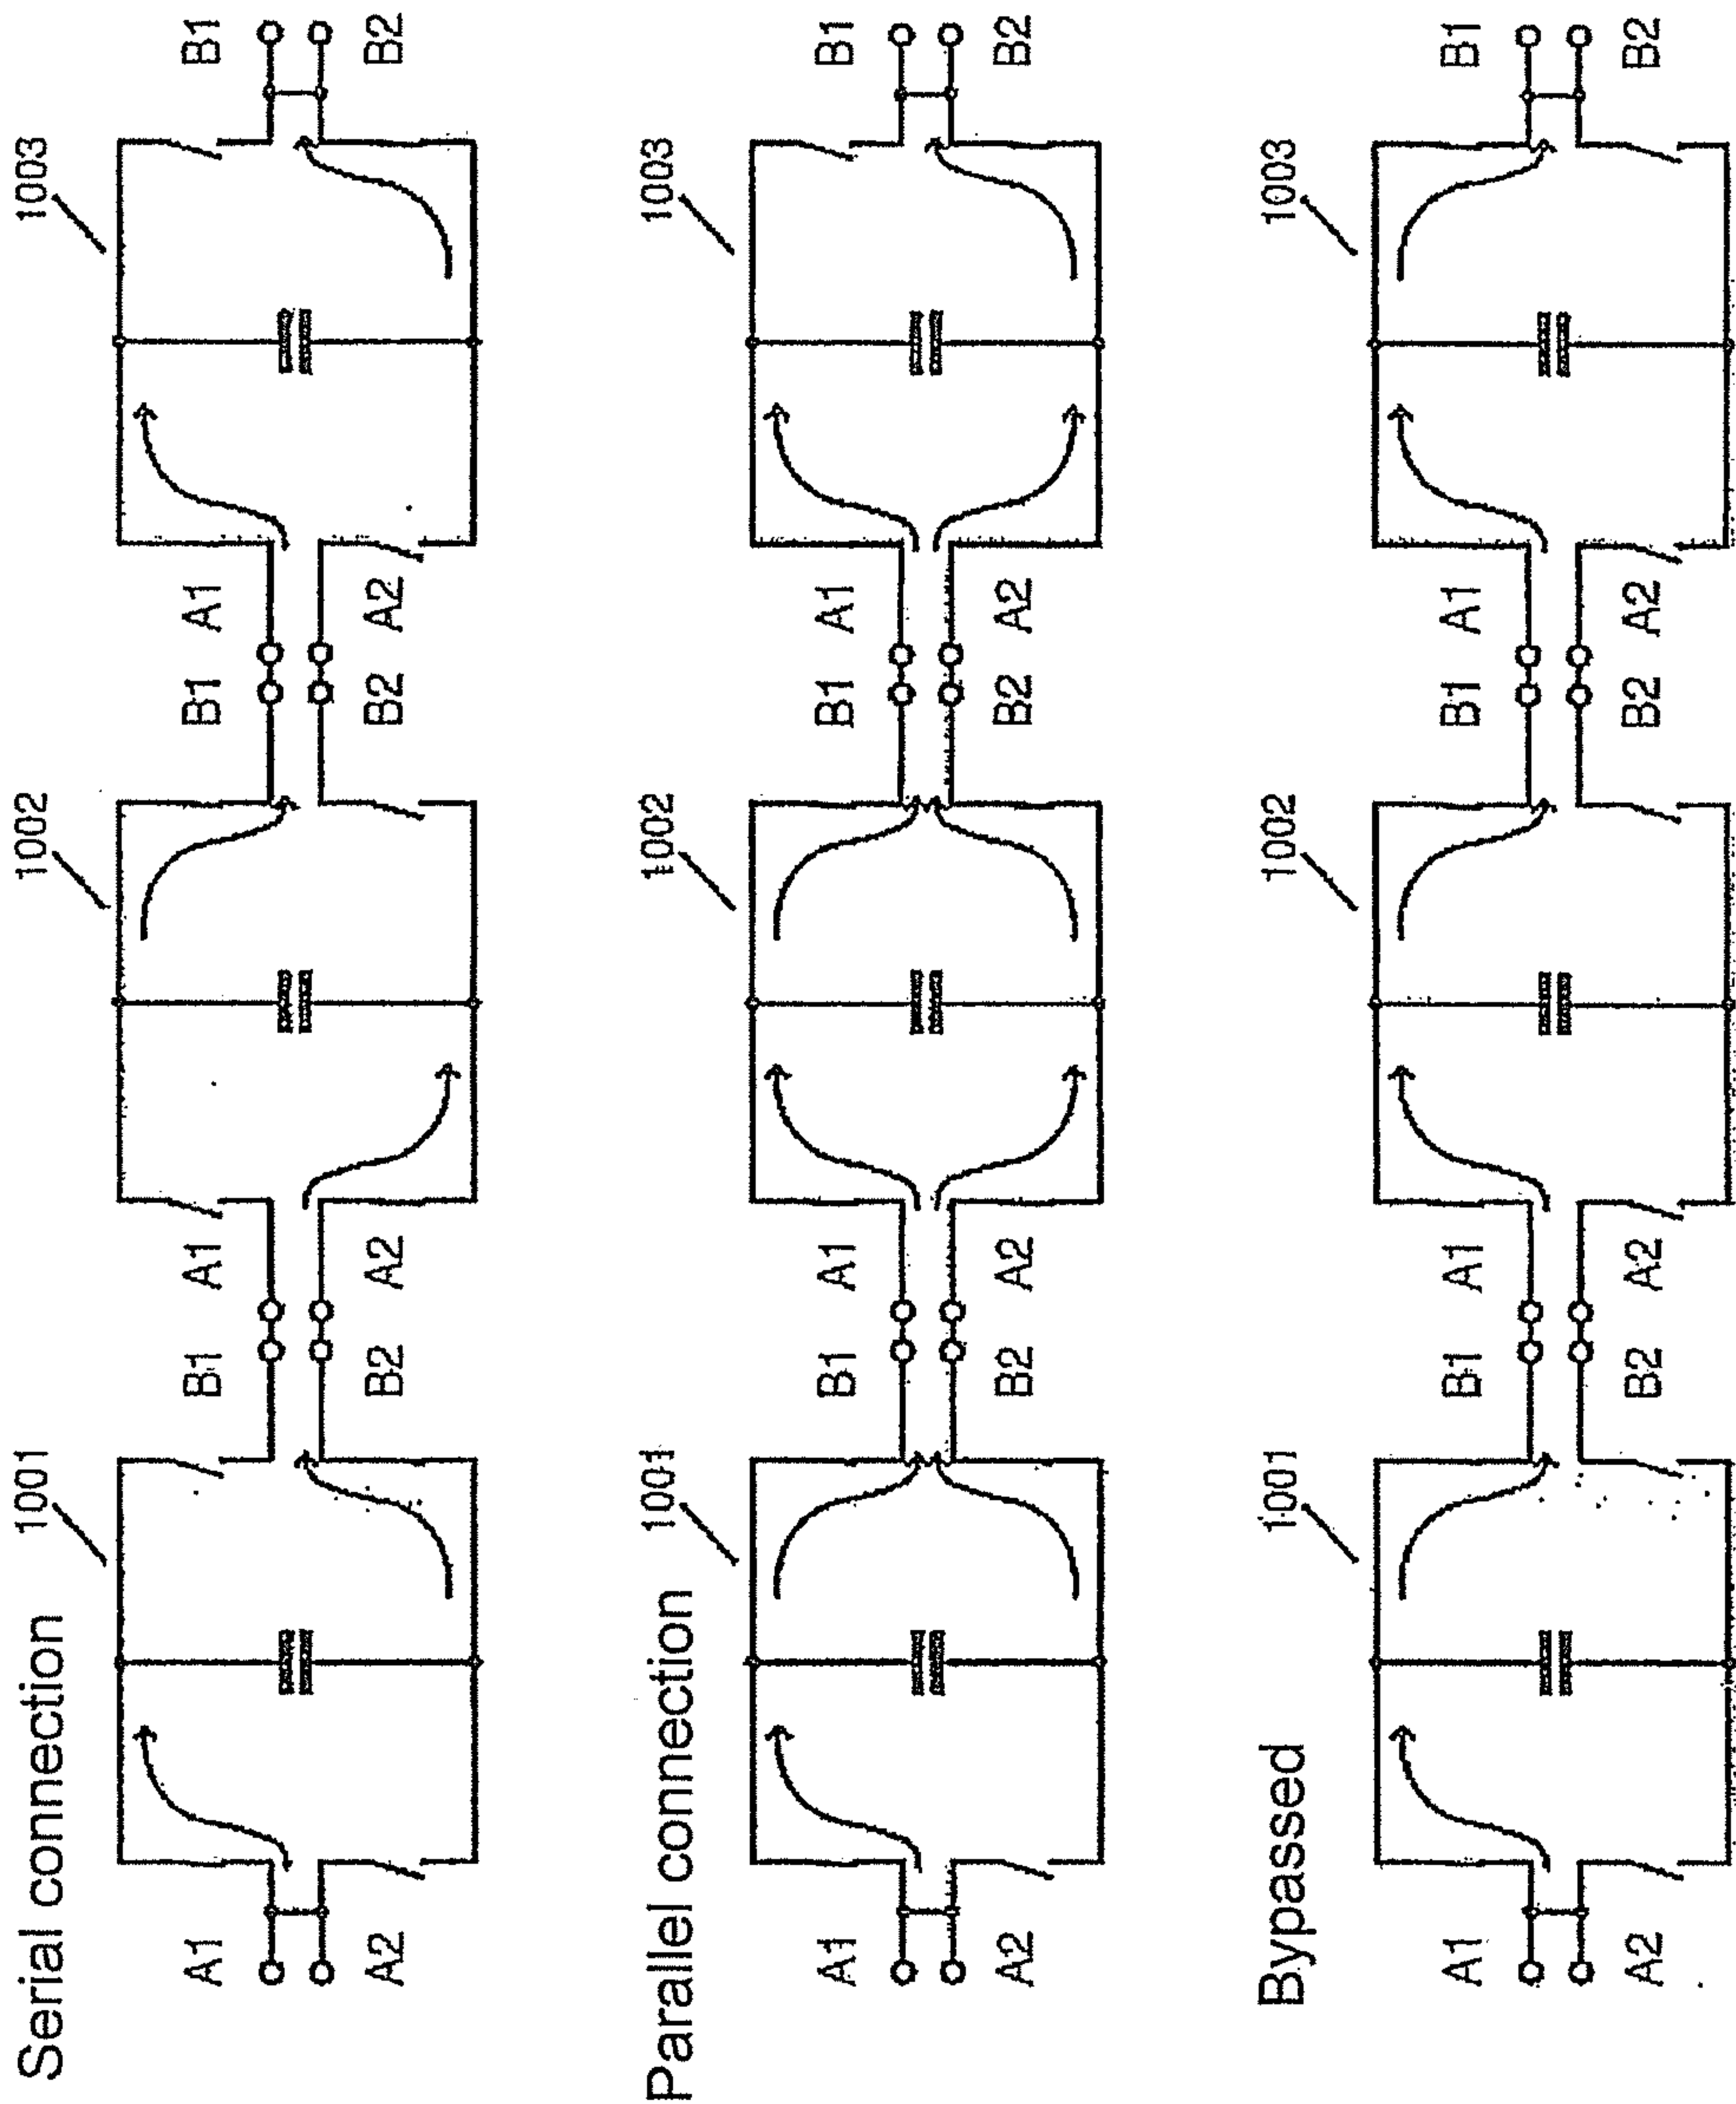 Serial connection
1001 1002 1003
A1 B1 A1 B1 A1 B1
A2 B2 A2 B2 A2 B2
Parallel connection
1001 1002 1003
A1 B1 A1 B1 A1 B1
A2 B2 A2 B2 A2 B2
Bypassed
1001 1002 1003
A1 B1 A1 B1 A1 B1
A2 B2 A2 B2 A2 B2